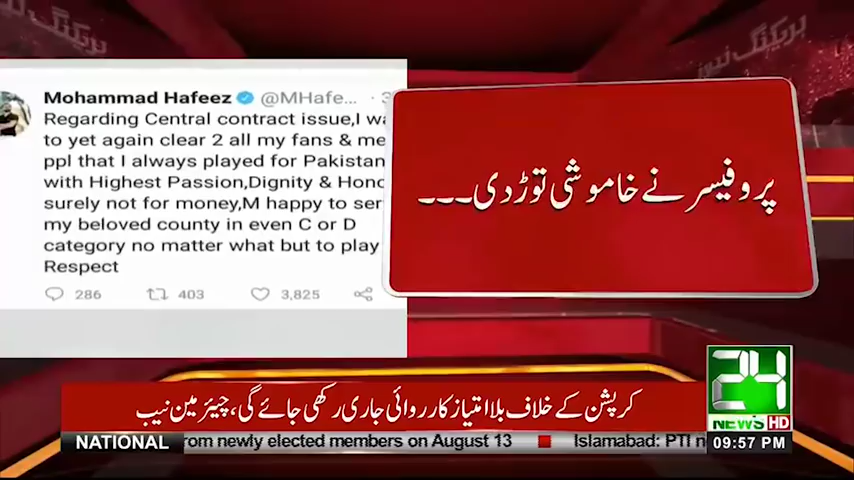 بریکنگ نیوز
Mohammad Hafeez @MHafe... · 3
Regarding Central contract issue,I wa
to yet again clear 2 all my fans & me
ppl that I always played for Pakistan
with Highest Passion,Dignity & Hono
surely not for money,M happy to ser
my beloved county in even C or D
category no matter what but to play
Respect
286 403 3,825
پروفیسر نے خاموشی توڑ دی ۔۔۔
24
NEWS HD
کرپشن کے خلاف بلا امتیاز کارروائی جاری رکھی جائے گی، چیئرمین نیب
NATIONAL from newly elected members on August 13 Islamabad: PTI n 09:57 PM